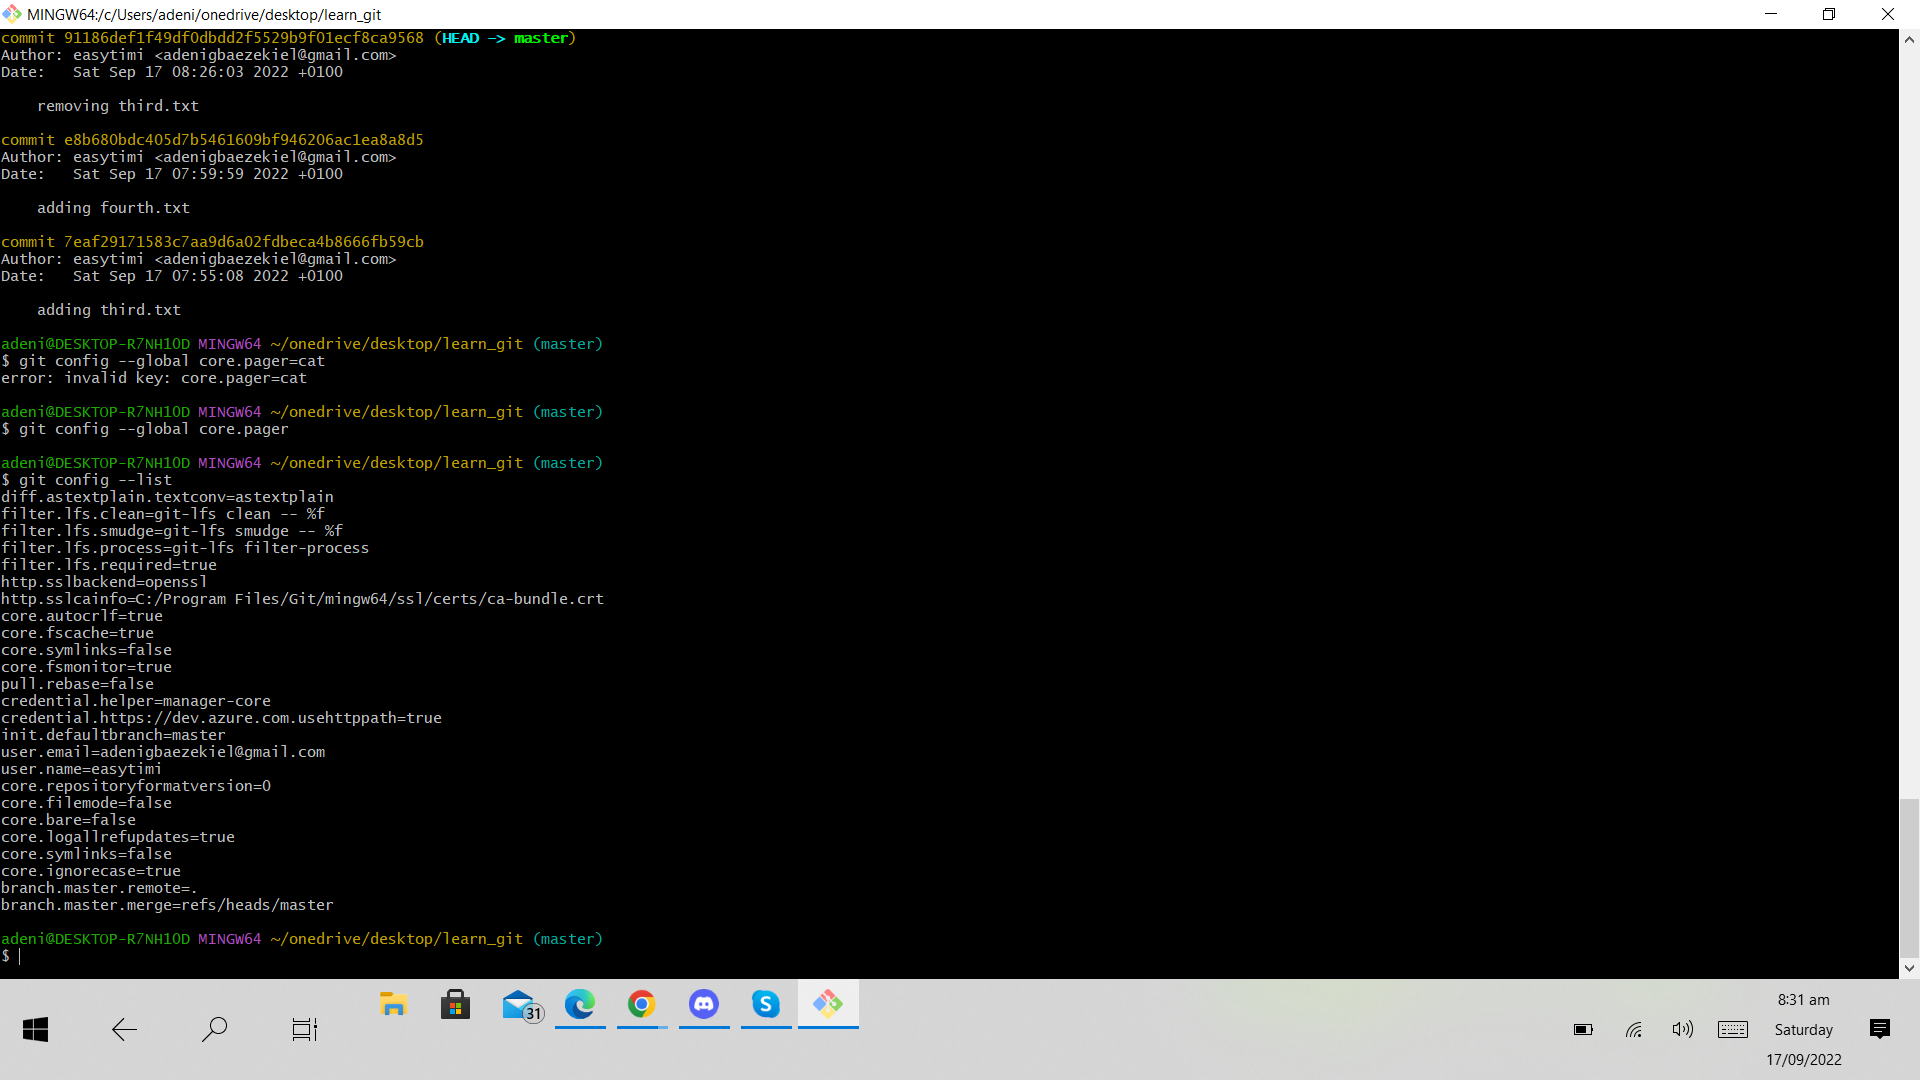 MINGW64:/c/Users/adeni/onedrive/desktop/learn_git
commit 91186def1f49df0dbdd2f5529b9f01ecf8ca9568 (HEAD -> master)
Author: easytimi <adenigbaezekiel@gmail.com>
Date:   Sat Sep 17 08:26:03 2022 +0100
    removing third.txt
commit e8b680bdc405d7b5461609bf946206ac1ea8a8d5
Author: easytimi <adenigbaezekiel@gmail.com>
Date:   Sat Sep 17 07:59:59 2022 +0100
    adding fourth.txt
commit 7eaf29171583c7aa9d6a02fdbeca4b8666fb59cb
Author: easytimi <adenigbaezekiel@gmail.com>
Date:   Sat Sep 17 07:55:08 2022 +0100
    adding third.txt
adeni@DESKTOP-R7NH10D MINGW64 ~/onedrive/desktop/learn_git (master)
$ git config --global core.pager=cat
error: invalid key: core.pager=cat
adeni@DESKTOP-R7NH10D MINGW64 ~/onedrive/desktop/learn_git (master)
$ git config --global core.pager
adeni@DESKTOP-R7NH10D MINGW64 ~/onedrive/desktop/learn_git (master)
$ git config --list
diff.astextplain.textconv=astextplain
filter.lfs.clean=git-lfs clean -- %f
filter.lfs.smudge=git-lfs smudge -- %f
filter.lfs.process=git-lfs filter-process
filter.lfs.required=true
http.sslbackend=openssl
http.sslcainfo=C:/Program Files/Git/mingw64/ssl/certs/ca-bundle.crt
core.autocrlf=true
core.fscache=true
core.symlinks=false
core.fsmonitor=true
pull.rebase=false
credential.helper=manager-core
credential.https://dev.azure.com.usehttppath=true
init.defaultbranch=master
user.email=adenigbaezekiel@gmail.com
user.name=easytimi
core.repositoryformatversion=0
core.filemode=false
core.bare=false
core.logallrefupdates=true
core.symlinks=false
core.ignorecase=true
branch.master.remote=.
branch.master.merge=refs/heads/master
adeni@DESKTOP-R7NH10D MINGW64 ~/onedrive/desktop/learn_git (master)
$
31
S
8:31 am
Saturday
17/09/2022